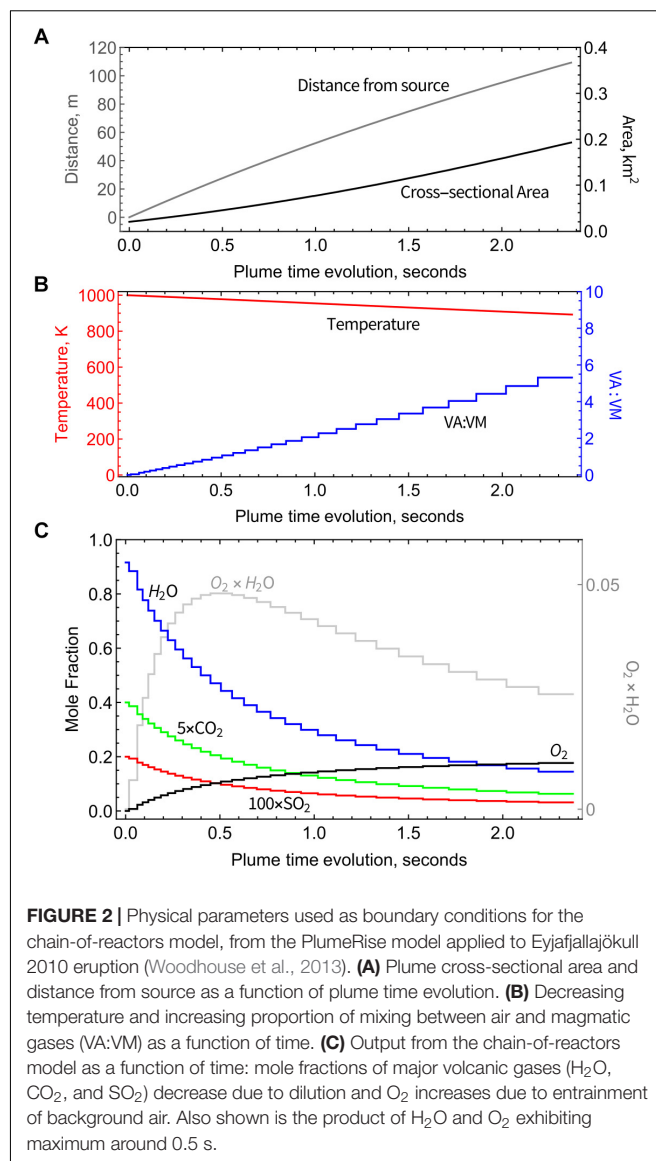 A
120
100
80
60
40
20
0
Distance, m
Distance from source
Cross–sectional Area
0.4
0.3
0.2
0.1
0.0
Area, km²
0.0 0.5 1.0 1.5 2.0
Plume time evolution, seconds
B
1000
800
600
400
200
0
Temperature, K
Temperature
VA:VM
10
8
6
4
2
0
VA:VM
0.0 0.5 1.0 1.5 2.0
Plume time evolution, seconds
C
1.0
0.8
0.6
0.4
0.2
0.0
Mole Fraction
H₂O
O₂ × H₂O
5×CO₂
O₂
100×SO₂
0.05
0
O₂ × H₂O
0.0 0.5 1.0 1.5 2.0
Plume time evolution, seconds
FIGURE 2 | Physical parameters used as boundary conditions for the
chain-of-reactors model, from the PlumeRise model applied to Eyjafjallajökull
2010 eruption (Woodhouse et al., 2013). (A) Plume cross-sectional area and
distance from source as a function of plume time evolution. (B) Decreasing
temperature and increasing proportion of mixing between air and magmatic
gases (VA:VM) as a function of time. (C) Output from the chain-of-reactors
model as a function of time: mole fractions of major volcanic gases (H₂O,
CO₂, and SO₂) decrease due to dilution and O₂ increases due to entrainment
of background air. Also shown is the product of H₂O and O₂ exhibiting
maximum around 0.5 s.